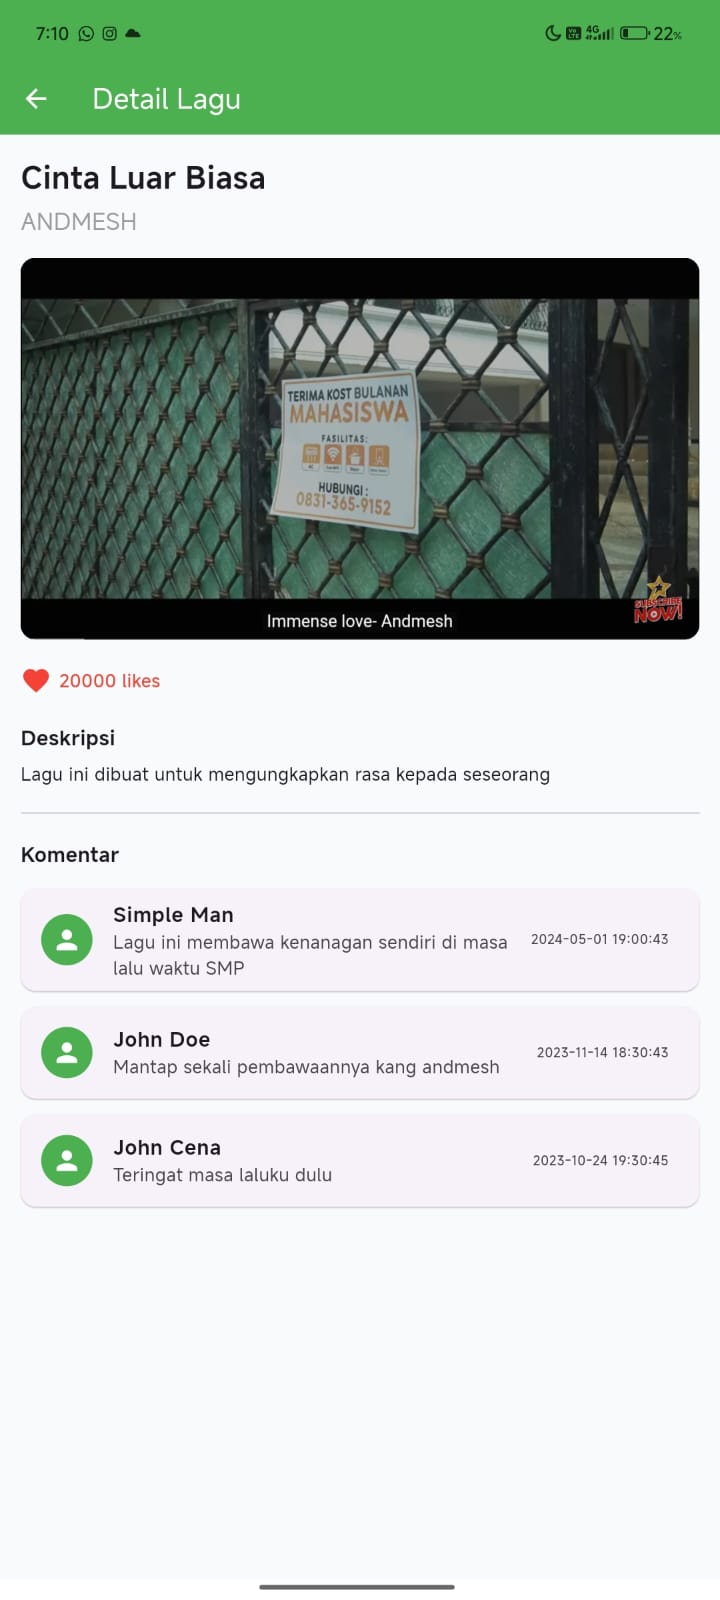 7:10
4G
22%
Detail Lagu
Cinta Luar Biasa
ANDMESH
TERIMA KOST BULANAN
MAHASISWA
FASILITAS:
HUBUNGI :
0831-365-9152
SUBSCRIBE
NOW!
Immense love- Andmesh
20000 likes
Deskripsi
Lagu ini dibuat untuk mengungkapkan rasa kepada seseorang
Komentar
Simple Man
Lagu ini membawa kenanagan sendiri di masa
lalu waktu SMP
2024-05-01 19:00:43
John Doe
Mantap sekali pembawaannya kang andmesh
2023-11-14 18:30:43
John Cena
Teringat masa laluku dulu
2023-10-24 19:30:45